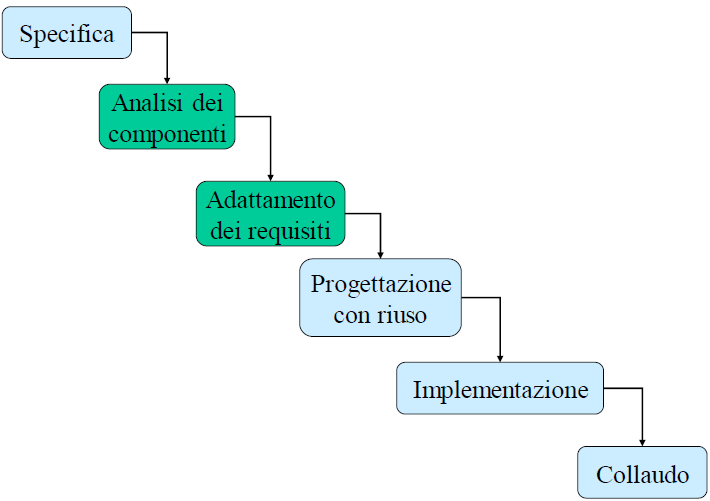 Specifica
Analisi dei
componenti
Adattamento
dei requisiti
Progettazione
con riuso
Implementazione
Collaudo